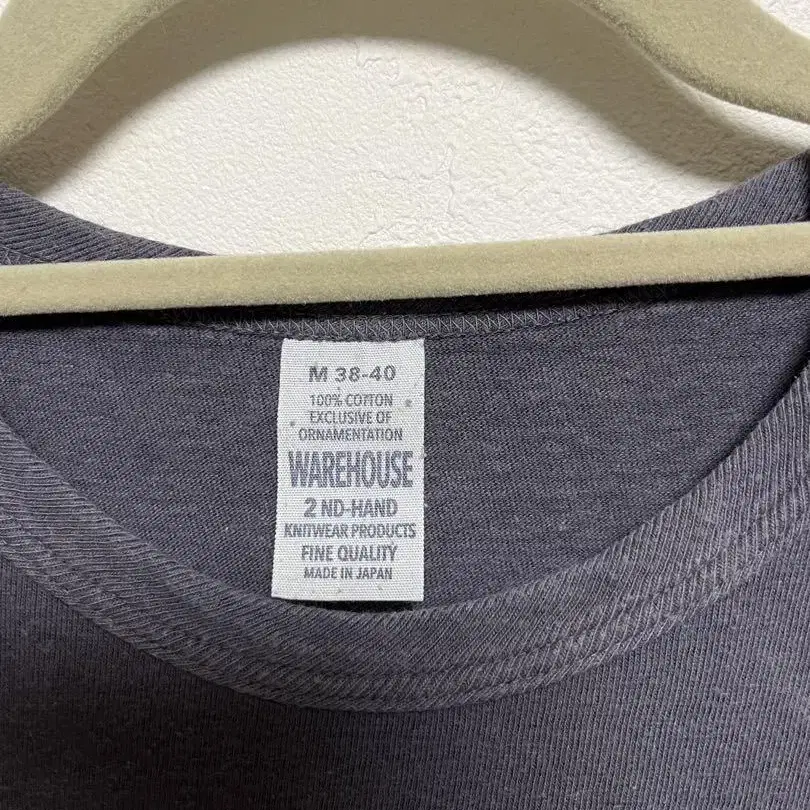 M 38-40
100% COTTON
EXCLUSIVE OF
ORNAMENTATION
WAREHOUSE
2 ND-HAND
KNITWEAR PRODUCTS
FINE QUALITY
MADE IN JAPAN